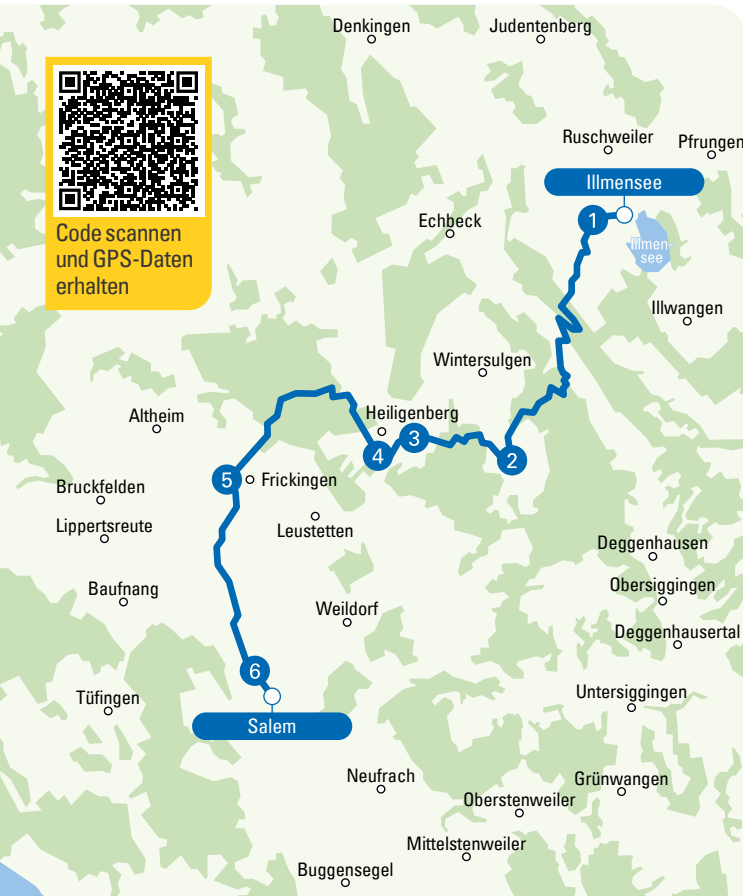 Denkingen
Judentenberg
Ruschweiler
Pfrungen
Illmensee
1
Illmen-
see
Code scannen
und GPS-Daten
erhalten
Echbeck
Illwangen
Wintersulgen
Altheim
Heiligenberg
3
4
2
5
Frickingen
Bruckfelden
Lippertsreute
Leustetten
Deggenhausen
Baufnang
Obersiggingen
Weildorf
Deggenhausertal
6
Tüfingen
Untersiggingen
Salem
Neufrach
Grünwangen
Oberstenweiler
Mittelstenweiler
Buggensegel